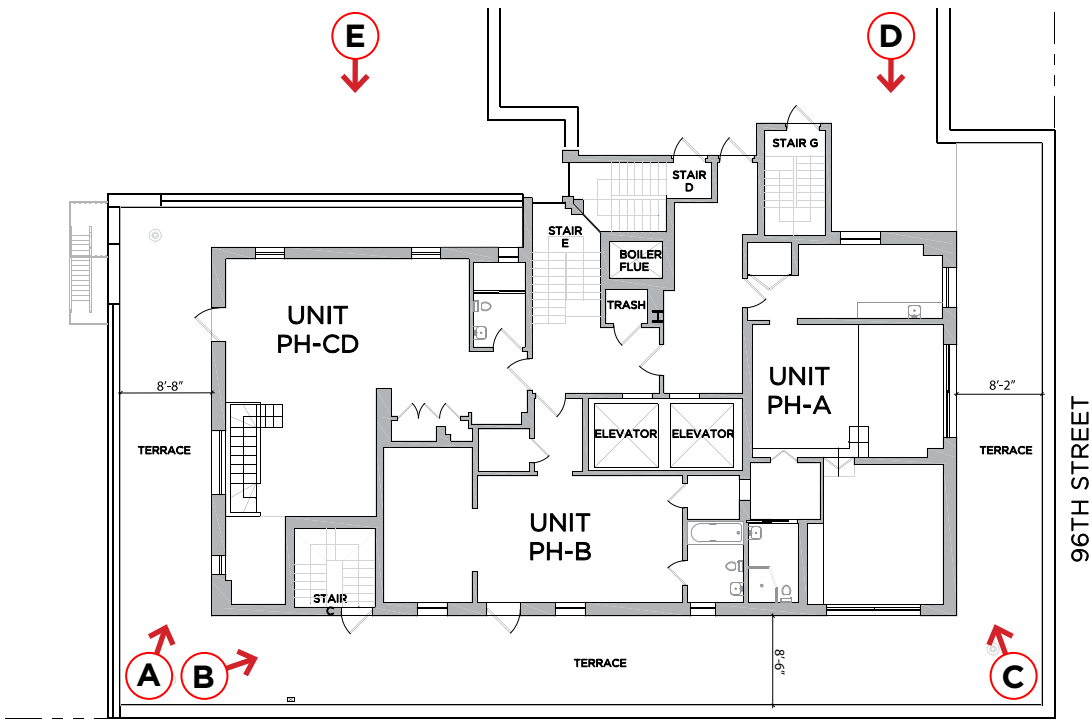 E
D
STAIR G
STAIR
D
STAIR
E
BOILER
FLUE
TRASH
UNIT
PH-CD
UNIT
PH-A
8'-8"
8'-2"
ELEVATOR
ELEVATOR
TERRACE
TERRACE
96TH STREET
UNIT
PH-B
STAIR
C
TERRACE
8'-6"
A
B
C